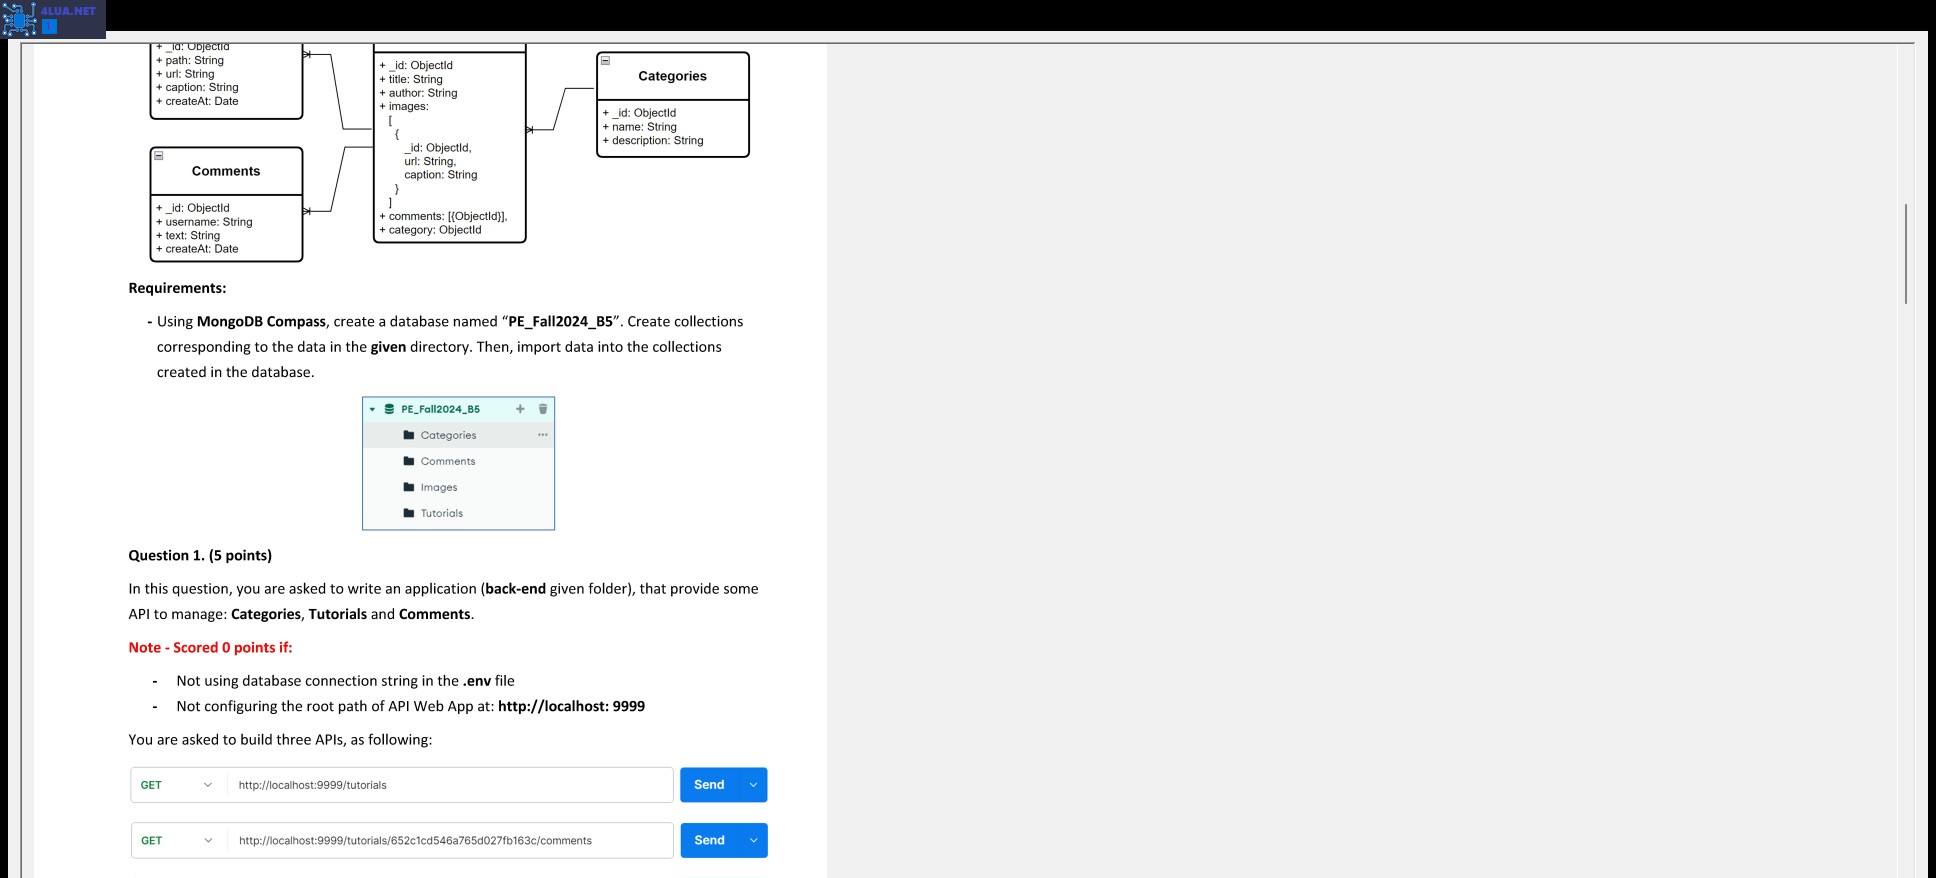 4LUA.NET
+ _id: ObjectId
+ path: String
+ url: String
+ caption: String
+ createAt: Date
+ _id: ObjectId
+ title: String
+ author: String
+ images:
[
{
_id: ObjectId,
url: String,
caption: String
}
]
+ comments: [{ObjectId}],
+ category: ObjectId
Categories
+ _id: ObjectId
+ name: String
+ description: String
Comments
+ _id: ObjectId
+ username: String
+ text: String
+ createAt: Date
Requirements:
- Using MongoDB Compass, create a database named “PE_Fall2024_B5”. Create collections
corresponding to the data in the given directory. Then, import data into the collections
created in the database.
PE_Fall2024_B5
Categories
Comments
Images
Tutorials
Question 1. (5 points)
In this question, you are asked to write an application (back-end given folder), that provide some
API to manage: Categories, Tutorials and Comments.
Note - Scored 0 points if:
- Not using database connection string in the .env file
- Not configuring the root path of API Web App at: http://localhost: 9999
You are asked to build three APIs, as following:
GET http://localhost:9999/tutorials Send
GET http://localhost:9999/tutorials/652c1cd546a765d027fb163c/comments Send